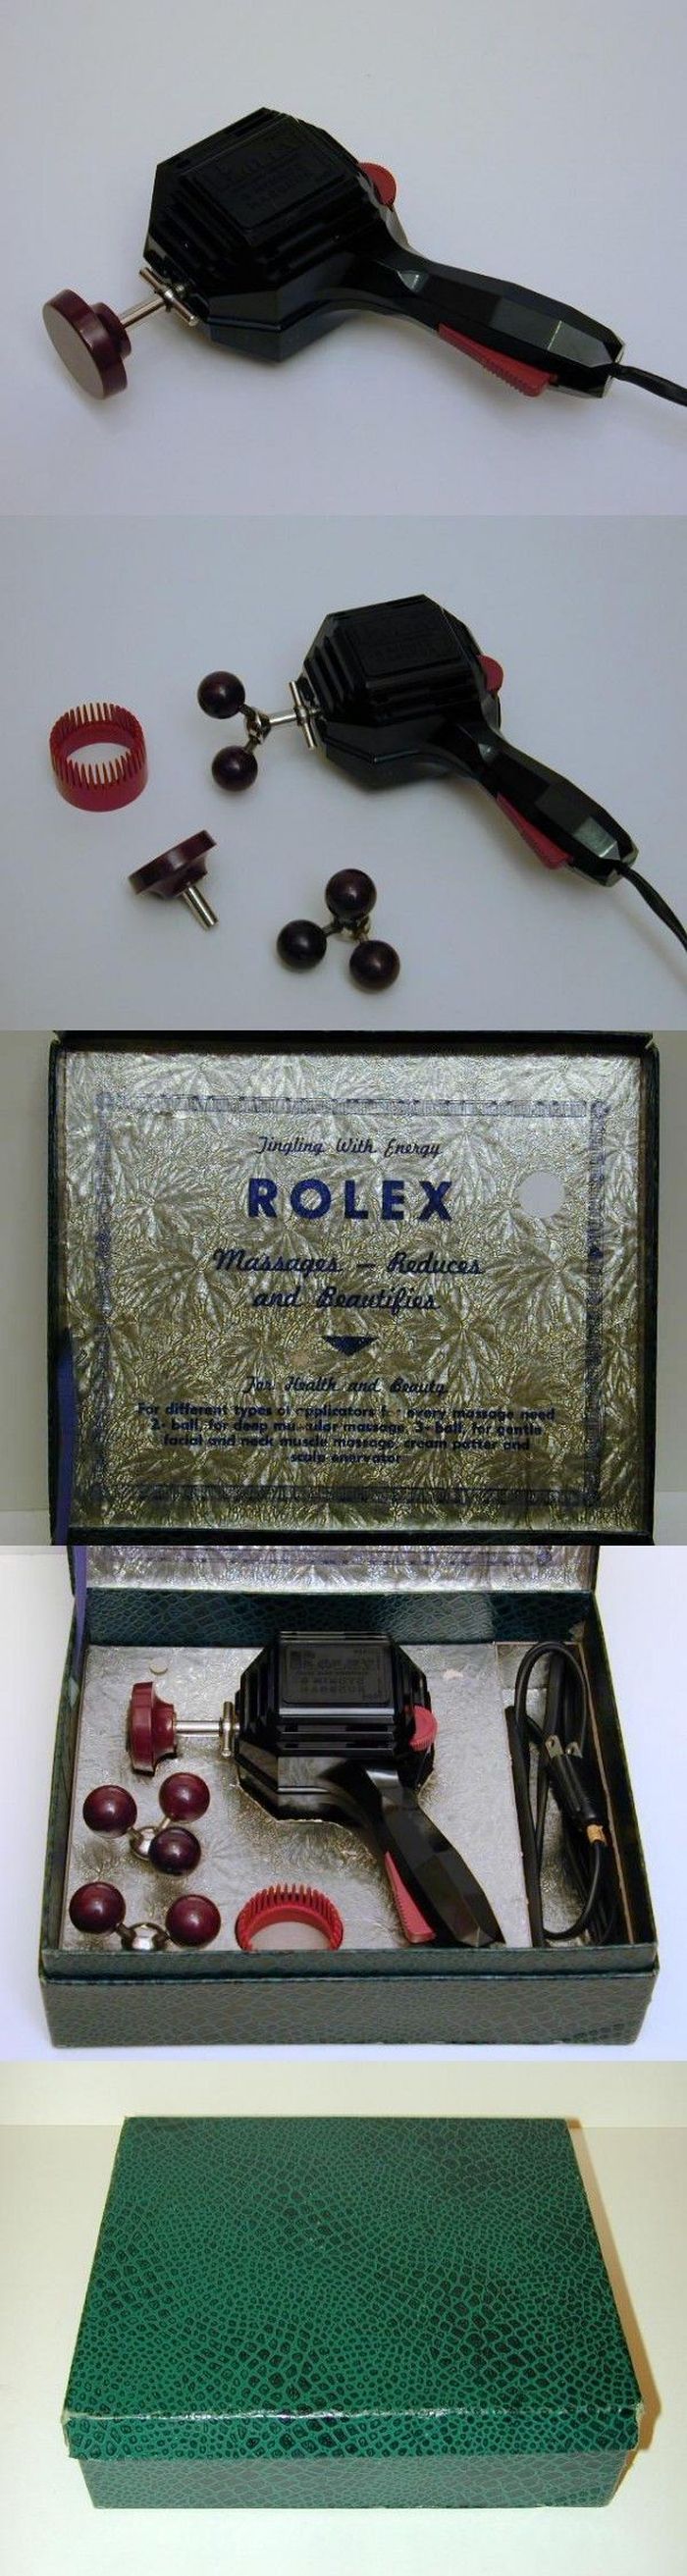 Tingling With Energy
ROLEX
Massages — Reduces
and Beautifies
For Health and Beauty
For different types of applicators every massage need
2- ball, for deep massage, 3- ball, for gentle
facial and neck muscle massage, cream patter and
scalp enervator
ROLEX